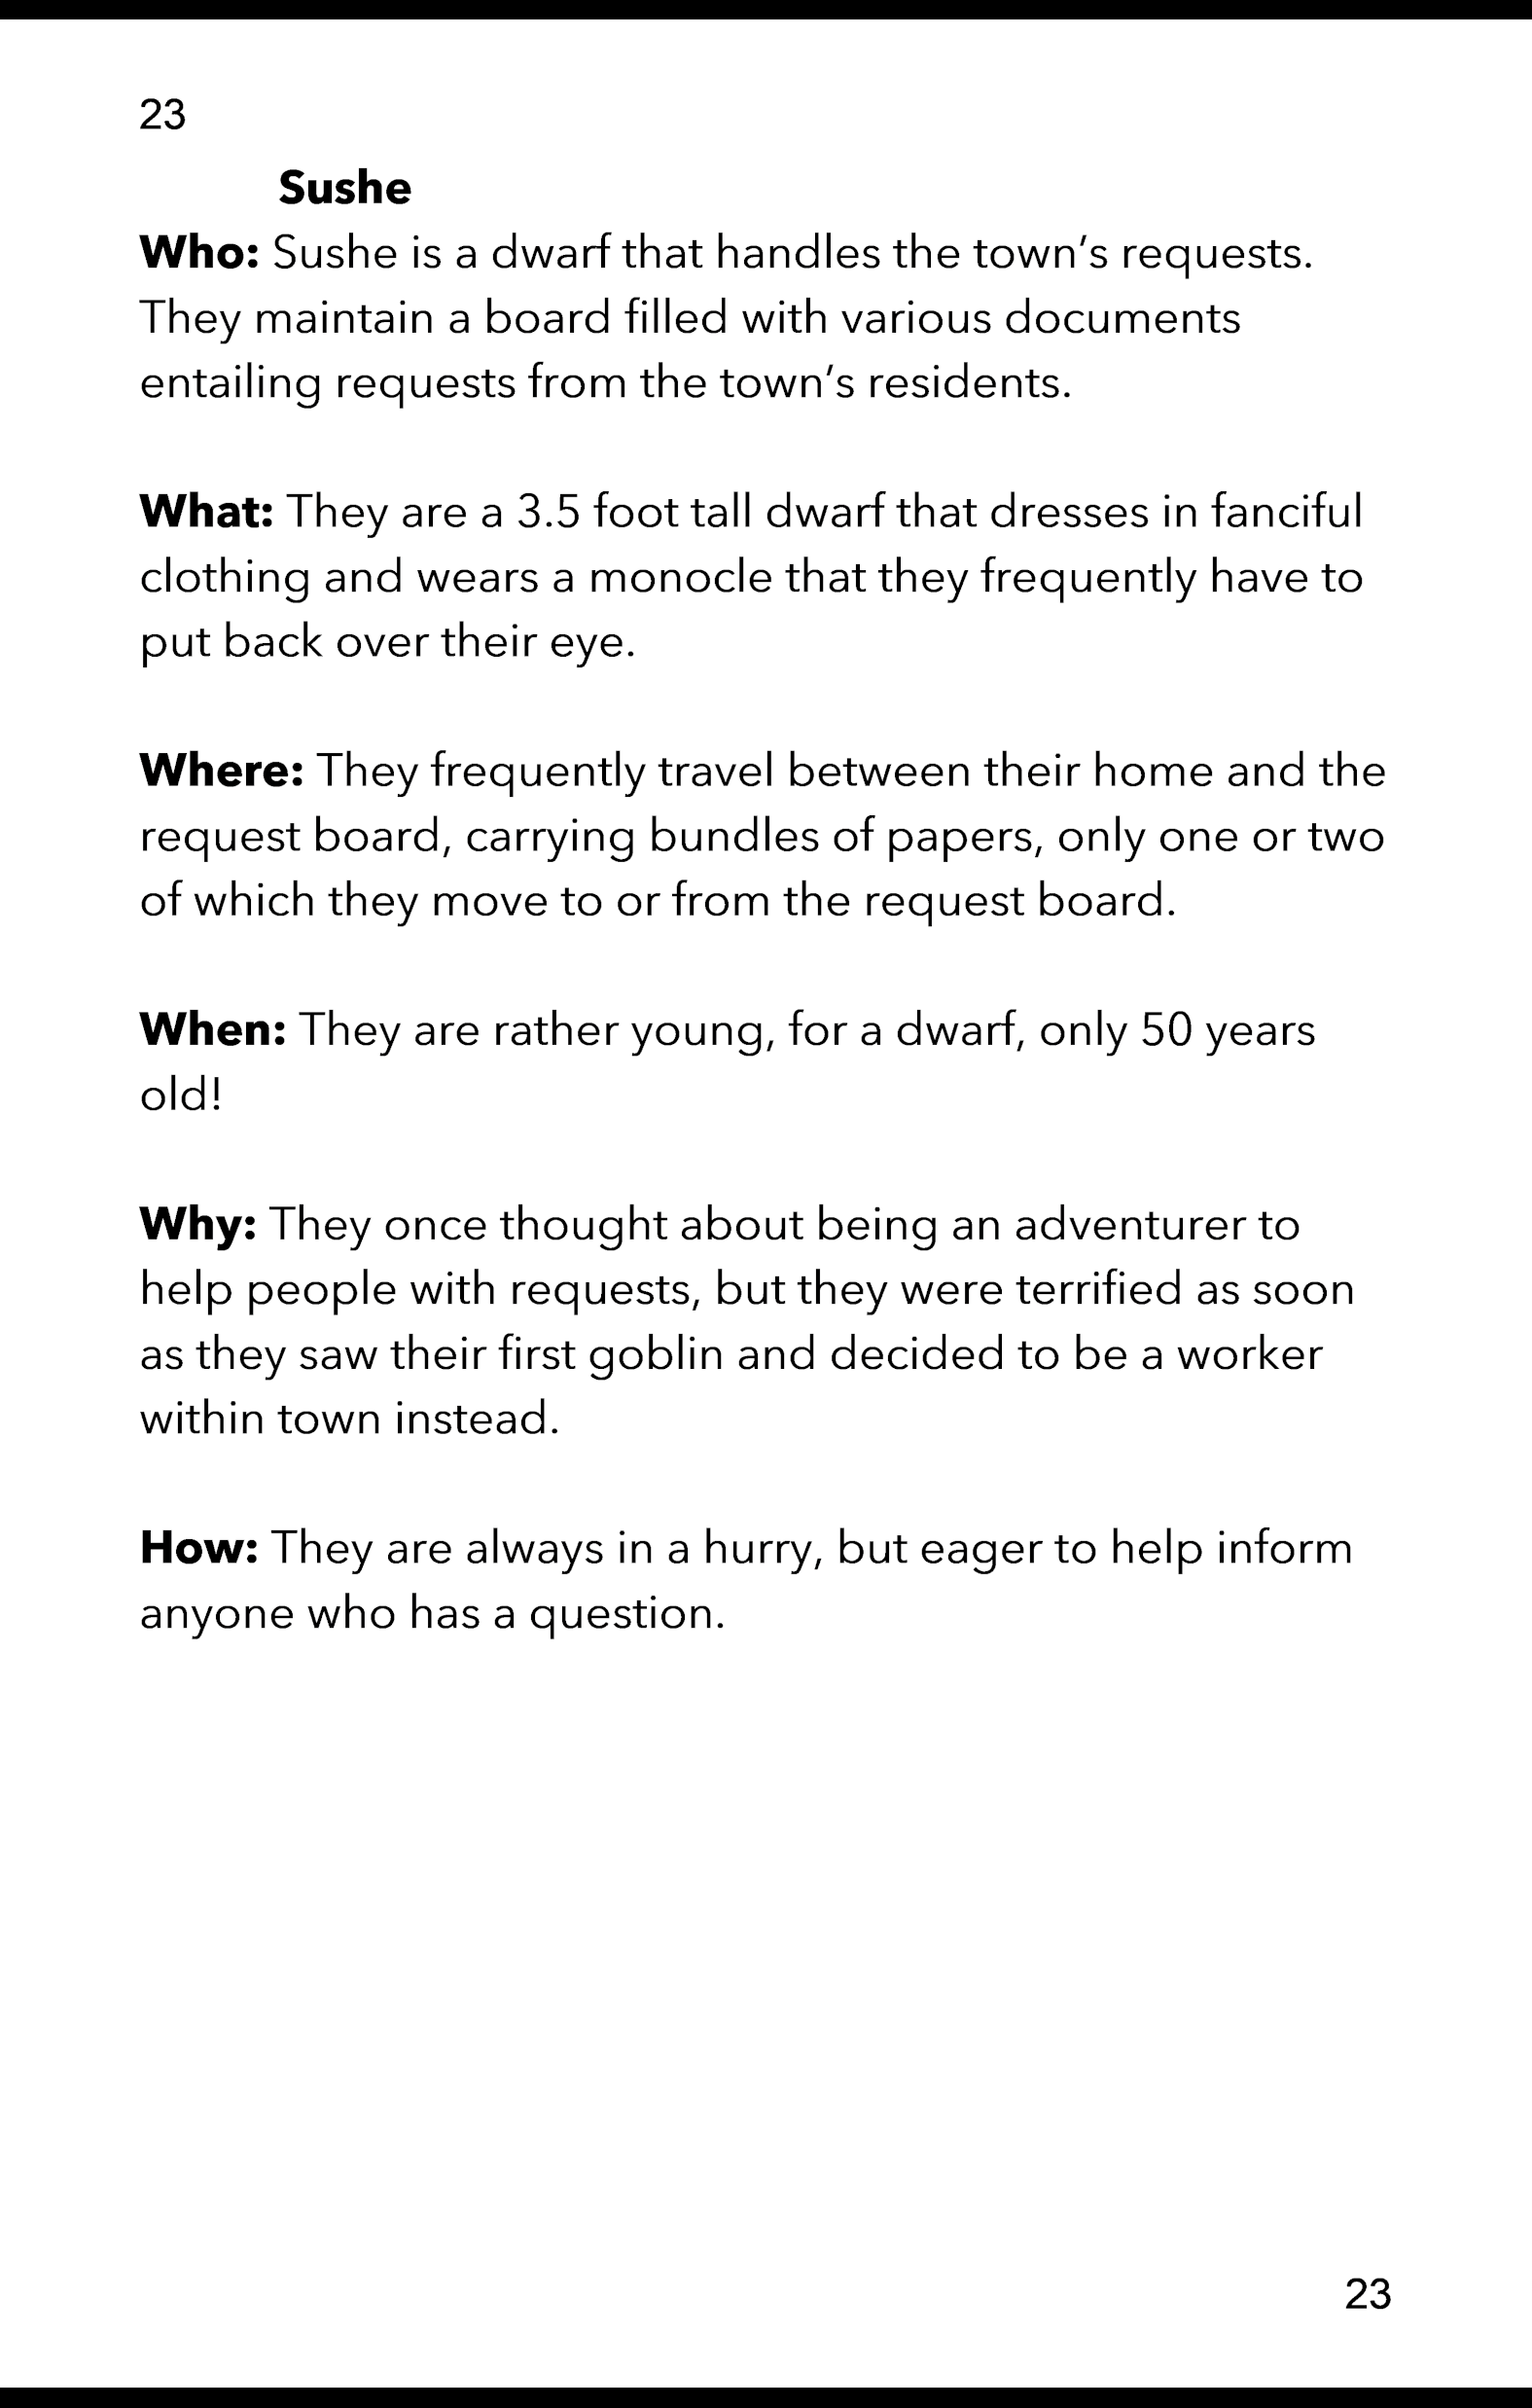 23
Sushe
Who: Sushe is a dwarf that handles the town’s requests.
They maintain a board filled with various documents
entailing requests from the town’s residents.
What: They are a 3.5 foot tall dwarf that dresses in fanciful
clothing and wears a monocle that they frequently have to
put back over their eye.
Where: They frequently travel between their home and the
request board, carrying bundles of papers, only one or two
of which they move to or from the request board.
When: They are rather young, for a dwarf, only 50 years
old!
Why: They once thought about being an adventurer to
help people with requests, but they were terrified as soon
as they saw their first goblin and decided to be a worker
within town instead.
How: They are always in a hurry, but eager to help inform
anyone who has a question.
23